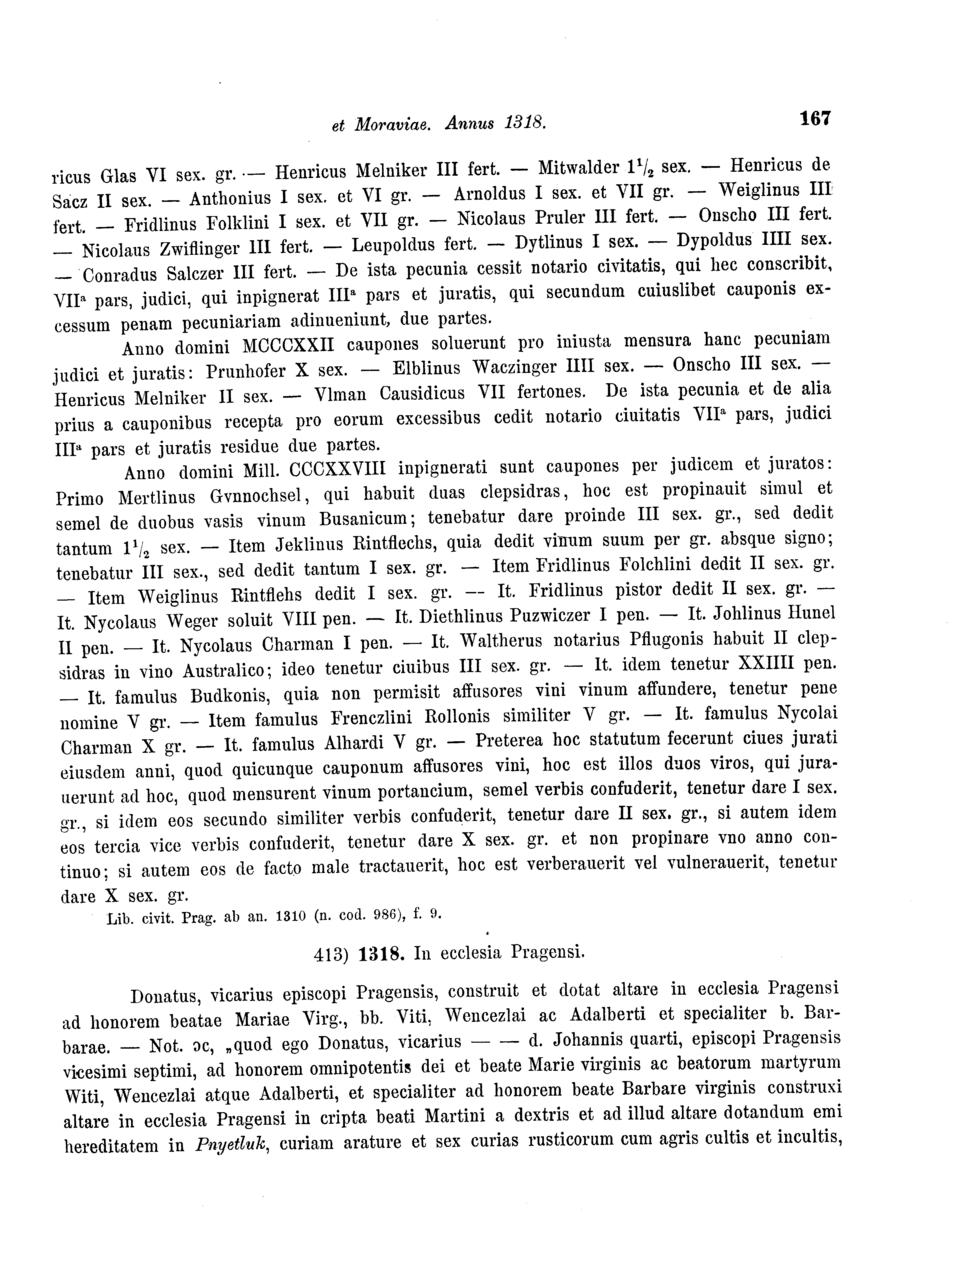 et Moraviae. Annus 1318. 167
ricus Glas VI sex. gr. — Henricus Melniker III fert. — Mitwalder 1¹/₂ sex. — Henricus de
Sacz II sex. — Anthonius I sex. et VI gr. — Arnoldus I sex. et VII gr. — Weiglinus III
fert. — Fridlinus Folklini I sex. et VII gr. — Nicolaus Pruler III fert. — Onscho III fert.
— Nicolaus Zwiflinger III fert. — Leupoldus fert. — Dytlinus I sex. — Dypoldus IIII sex.
— Conradus Salczer III fert. — De ista pecunia cessit notario civitatis, qui hec conscribit,
VIIª pars, judici, qui inpignerat IIIª pars et juratis, qui secundum cuiuslibet cauponis ex-
cessum penam pecuniariam adinueniunt, due partes.
Anno domini MCCCXXII caupones soluerunt pro iniusta mensura hanc pecuniam
judici et juratis: Prunhofer X sex. — Elblinus Waczinger IIII sex. — Onscho III sex. —
Henricus Melniker II sex. — Vlman Causidicus VII fertones. De ista pecunia et de alia
prius a cauponibus recepta pro eorum excessibus cedit notario ciuitatis VIIª pars, judici
IIIª pars et juratis residue due partes.
Anno domini Mill. CCCXXVIII inpignerati sunt caupones per judicem et juratos:
Primo Mertlinus Gvnnochsel, qui habuit duas clepsidras, hoc est propinauit simul et
semel de duobus vasis vinum Busanicum; tenebatur dare proinde III sex. gr., sed dedit
tantum 1¹/₂ sex. — Item Jeklinus Rintflechs, quia dedit vinum suum per gr. absque signo;
tenebatur III sex., sed dedit tantum I sex. gr. — Item Fridlinus Folchlini dedit II sex. gr.
— Item Weiglinus Rintflehs dedit I sex. gr. — It. Fridlinus pistor dedit II sex. gr. —
It. Nycolaus Weger soluit VIII pen. — It. Diethlinus Puzwiczer I pen. — It. Johlinus Hunel
II pen. — It. Nycolaus Charman I pen. — It. Waltherus notarius Pflugonis habuit II clep-
sidras in vino Australico; ideo tenetur ciuibus III sex. gr. — It. idem tenetur XXIIII pen.
— It. famulus Budkonis, quia non permisit affusores vini vinum affundere, tenetur pene
nomine V gr. — Item famulus Frenczlini Rollonis similiter V gr. — It. famulus Nycolai
Charman X gr. — It. famulus Alhardi V gr. — Preterea hoc statutum fecerunt ciues jurati
eiusdem anni, quod quicunque cauponum affusores vini, hoc est illos duos viros, qui jura-
uerunt ad hoc, quod mensurent vinum portancium, semel verbis confuderit, tenetur dare I sex.
gr., si idem eos secundo similiter verbis confuderit, tenetur dare II sex. gr., si autem idem
eos tercia vice verbis confuderit, tenetur dare X sex. gr. et non propinare vno anno con-
tinuo; si autem eos de facto male tractauerit, hoc est verberauerit vel vulnerauerit, tenetur
dare X sex. gr.
Lib. civit. Prag. ab an. 1310 (n. cod. 986), f. 9.
413) 1318. In ecclesia Pragensi.
Donatus, vicarius episcopi Pragensis, construit et dotat altare in ecclesia Pragensi
ad honorem beatae Mariae Virg., bb. Viti, Wencezlai ac Adalberti et specialiter b. Bar-
barae. — Not. ɔc, „quod ego Donatus, vicarius — — d. Johannis quarti, episcopi Pragensis
vicesimi septimi, ad honorem omnipotentis dei et beate Marie virginis ac beatorum martyrum
Witi, Wencezlai atque Adalberti, et specialiter ad honorem beate Barbare virginis construxi
altare in ecclesia Pragensi in cripta beati Martini a dextris et ad illud altare dotandum emi
hereditatem in Pnyetluk, curiam arature et sex curias rusticorum cum agris cultis et incultis,